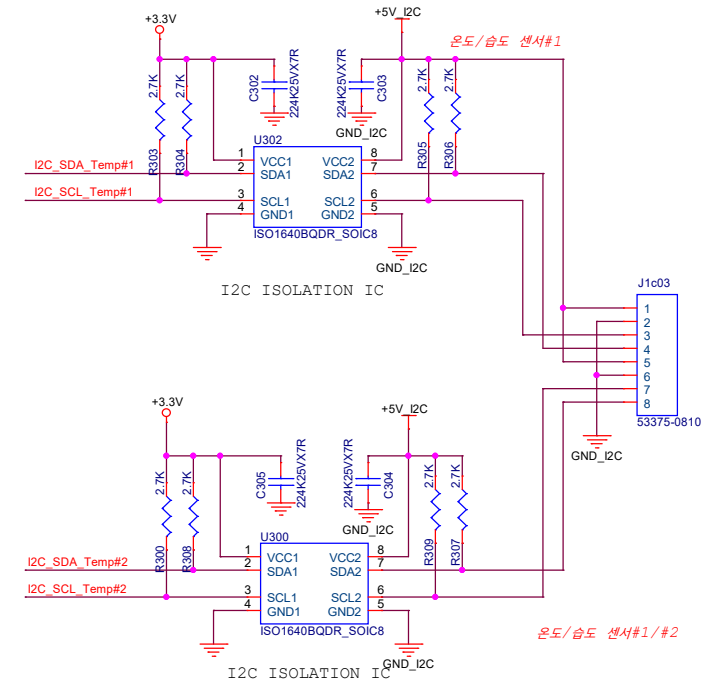 +3.3V
+5V_I2C
온도/습도 센서#1
2.7K
2.7K
C302
224K25VX7R
224K25VX7R
C303
2.7K
2.7K
GND_I2C
R303
R304
U302
R305
R306
I2C_SDA_Temp#1
I2C_SCL_Temp#1
1 VCC1 VCC2 8
2 SDA1 SDA2 7
3 SCL1 SCL2 6
4 GND1 GND2 5
ISO1640BQDR_SOIC8
GND_I2C
I2C ISOLATION IC
J1c03
1
2
3
4
5
6
7
8
53375-0810
GND_I2C
+3.3V
+5V_I2C
2.7K
2.7K
C305
224K25VX7R
224K25VX7R
C304
2.7K
2.7K
GND_I2C
R300
R308
U300
R309
R307
I2C_SDA_Temp#2
I2C_SCL_Temp#2
1 VCC1 VCC2 8
2 SDA1 SDA2 7
3 SCL1 SCL2 6
4 GND1 GND2 5
ISO1640BQDR_SOIC8
온도/습도 센서#1/#2
GND_I2C
I2C ISOLATION IC